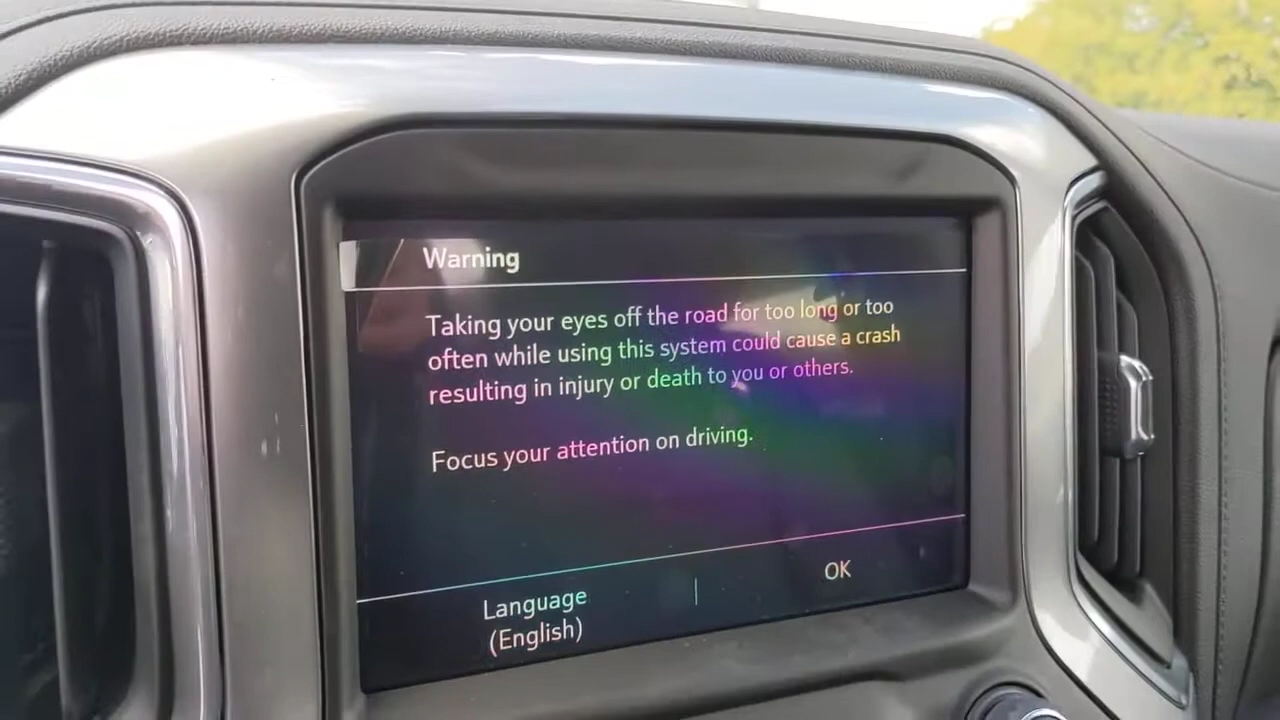 Warning
Taking your eyes off the road for too long or too
often while using this system could cause a crash
resulting in injury or death to you or others.
Focus your attention on driving.
Language
(English)
OK